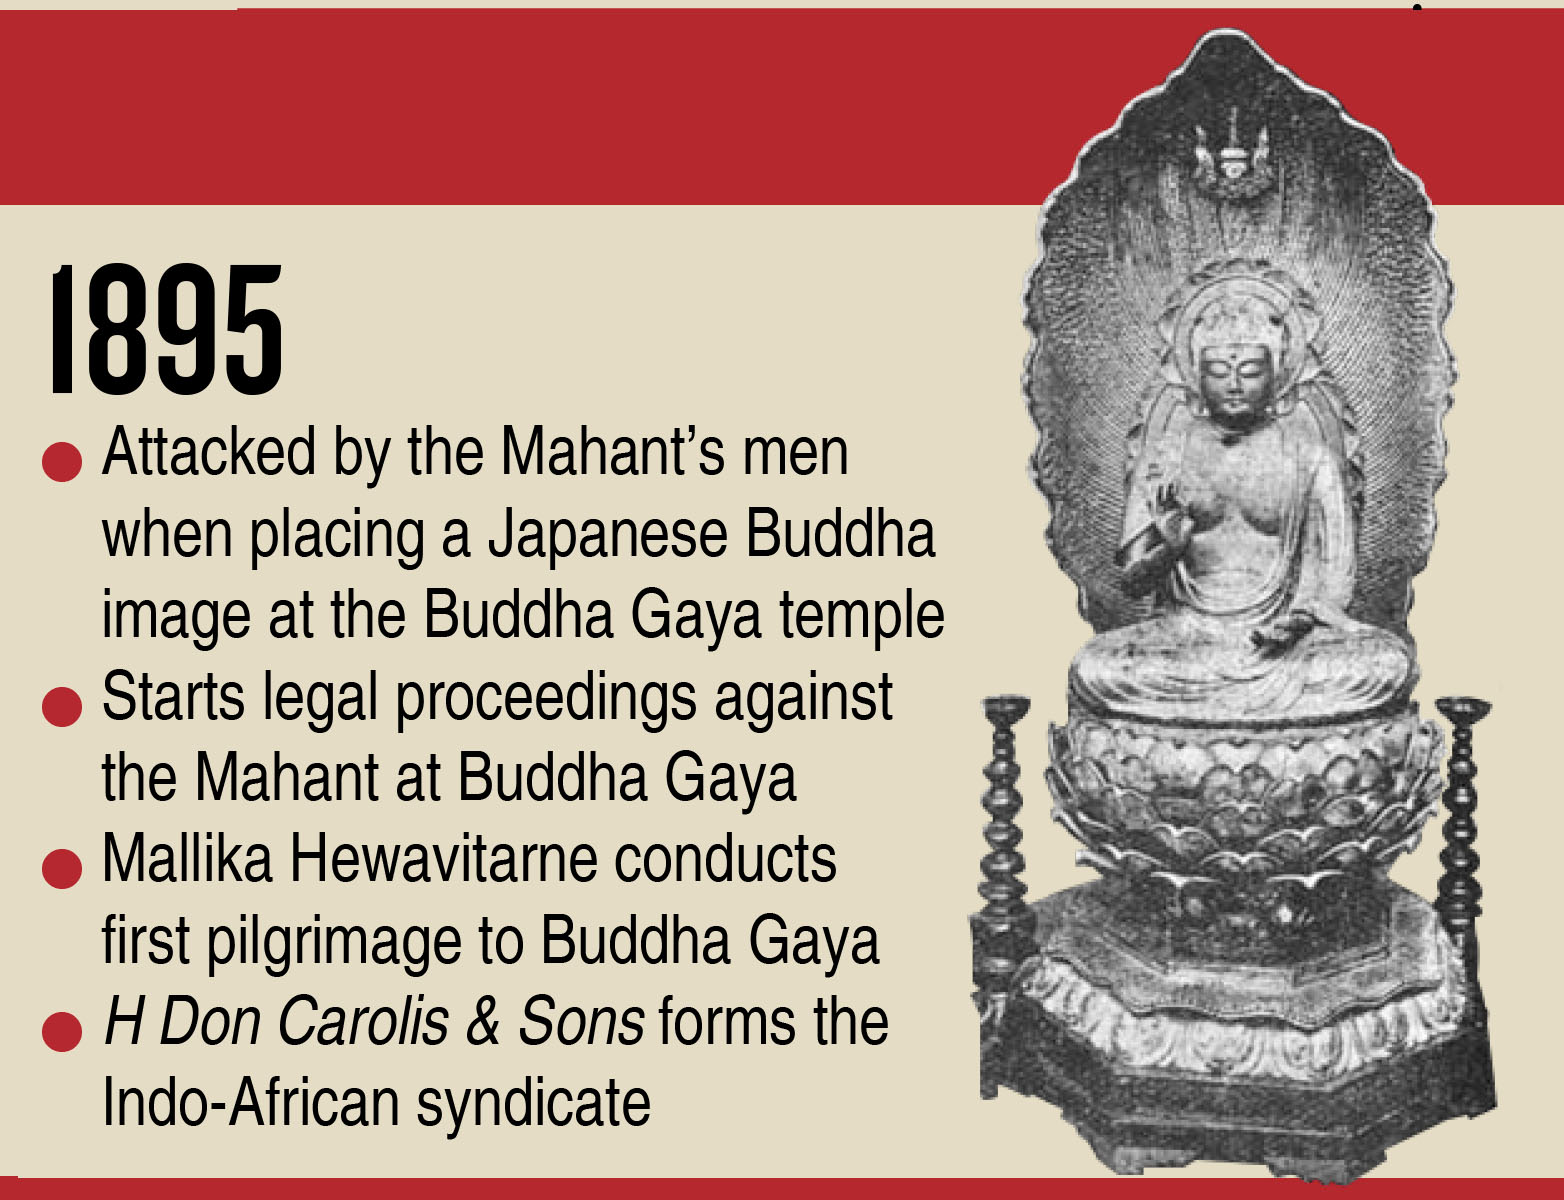 1895
Attacked by the Mahant’s men
when placing a Japanese Buddha
image at the Buddha Gaya temple
Starts legal proceedings against
the Mahant at Buddha Gaya
Mallika Hewavitarne conducts
first pilgrimage to Buddha Gaya
H Don Carolis & Sons forms the
Indo-African syndicate